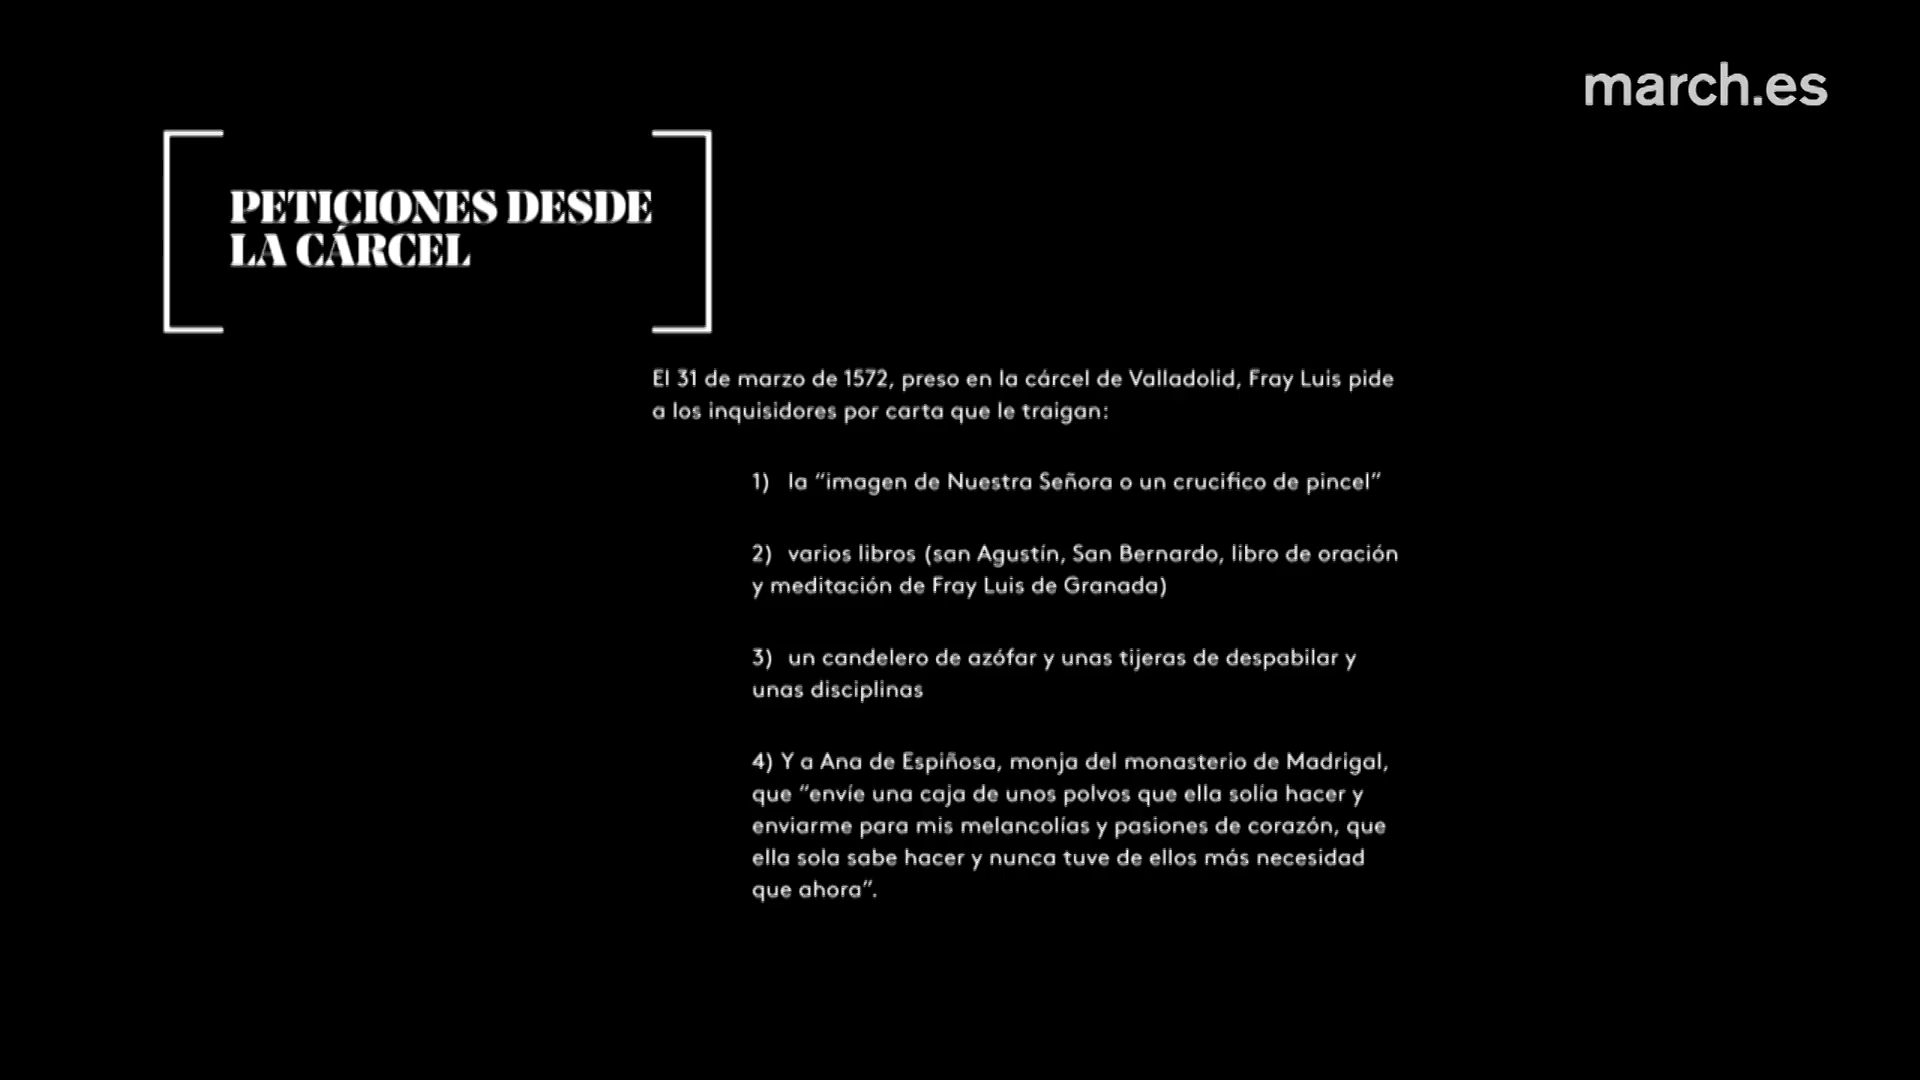 march.es
PETICIONES DESDE
LA CÁRCEL
El 31 de marzo de 1572, preso en la cárcel de Valladolid, Fray Luis pide
a los inquisidores por carta que le traigan:
1) la “imagen de Nuestra Señora o un crucifico de pincel”
2) varios libros (san Agustín, San Bernardo, libro de oración
y meditación de Fray Luis de Granada)
3) un candelero de azófar y unas tijeras de despabilar y
unas disciplinas
4) Y a Ana de Espiñosa, monja del monasterio de Madrigal,
que “envíe una caja de unos polvos que ella solía hacer y
enviarme para mis melancolías y pasiones de corazón, que
ella sola sabe hacer y nunca tuve de ellos más necesidad
que ahora”.